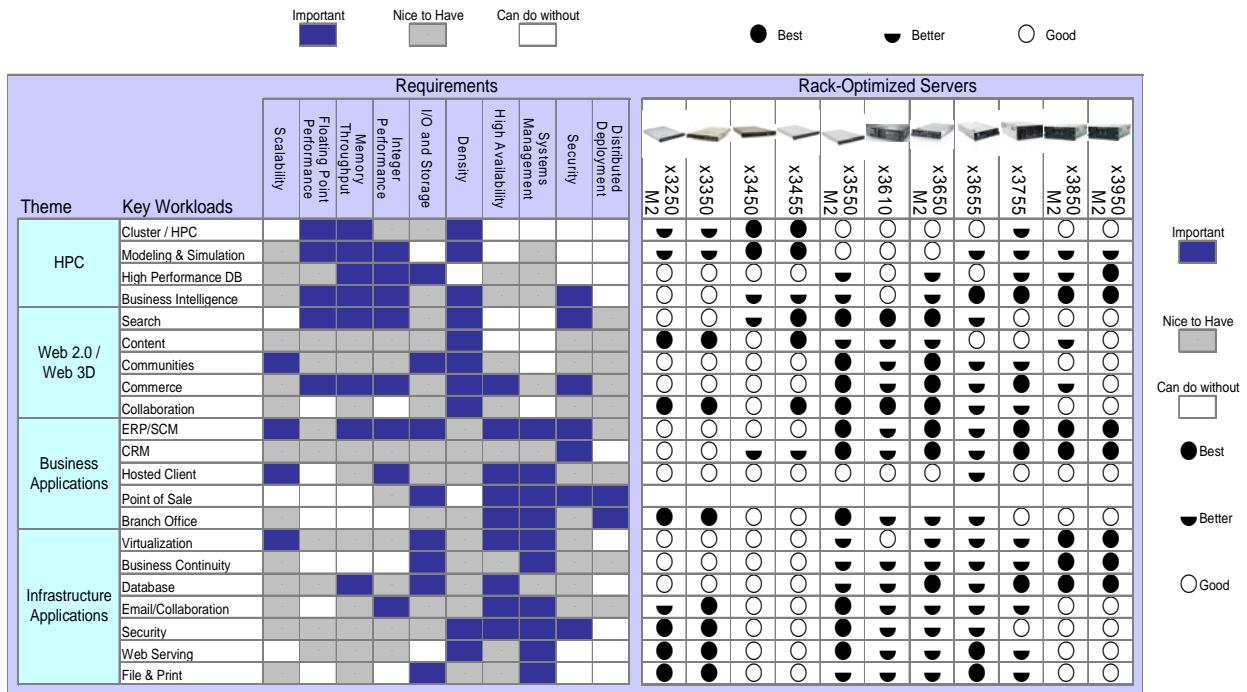 Important Nice to Have Can do without Best Better Good
Requirements Rack-Optimized Servers
Scalability
Floating Point
Performance
Memory
Throughput
Integer
Performance
I/O and Storage
Density
High Availability
Systems
Management
Security
Distributed
Deployment
x3250
M2
x3350
x3450
x3455
x3550
M2
x3610
x3650
M2
x3655
x3755
x3850
M2
x3950
M2
Theme Key Workloads
HPC
Cluster / HPC
Modeling & Simulation
High Performance DB
Business Intelligence
Web 2.0 /
Web 3D
Search
Content
Communities
Commerce
Collaboration
Business
Applications
ERP/SCM
CRM
Hosted Client
Point of Sale
Branch Office
Infrastructure
Applications
Virtualization
Business Continuity
Database
Email/Collaboration
Security
Web Serving
File & Print
Important
Nice to Have
Can do without
Best
Better
Good